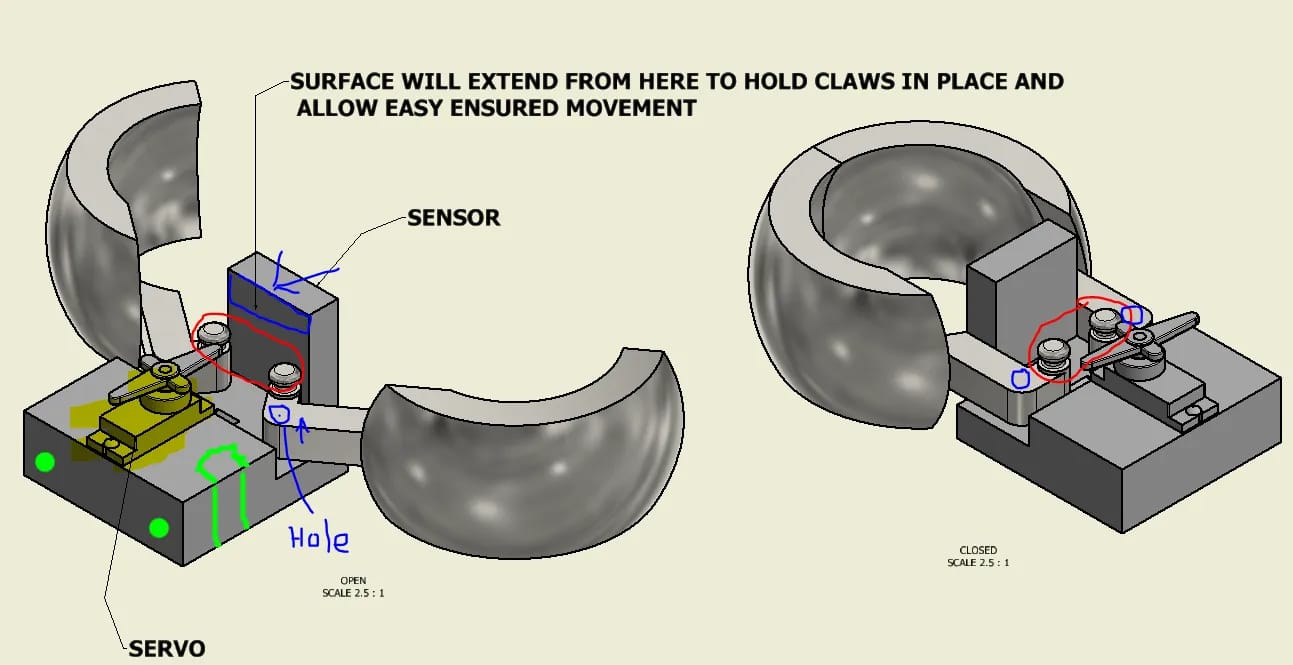 SURFACE WILL EXTEND FROM HERE TO HOLD CLAWS IN PLACE AND
ALLOW EASY ENSURED MOVEMENT
SENSOR
Hole
OPEN
SCALE 2.5 : 1
CLOSED
SCALE 2.5 : 1
SERVO